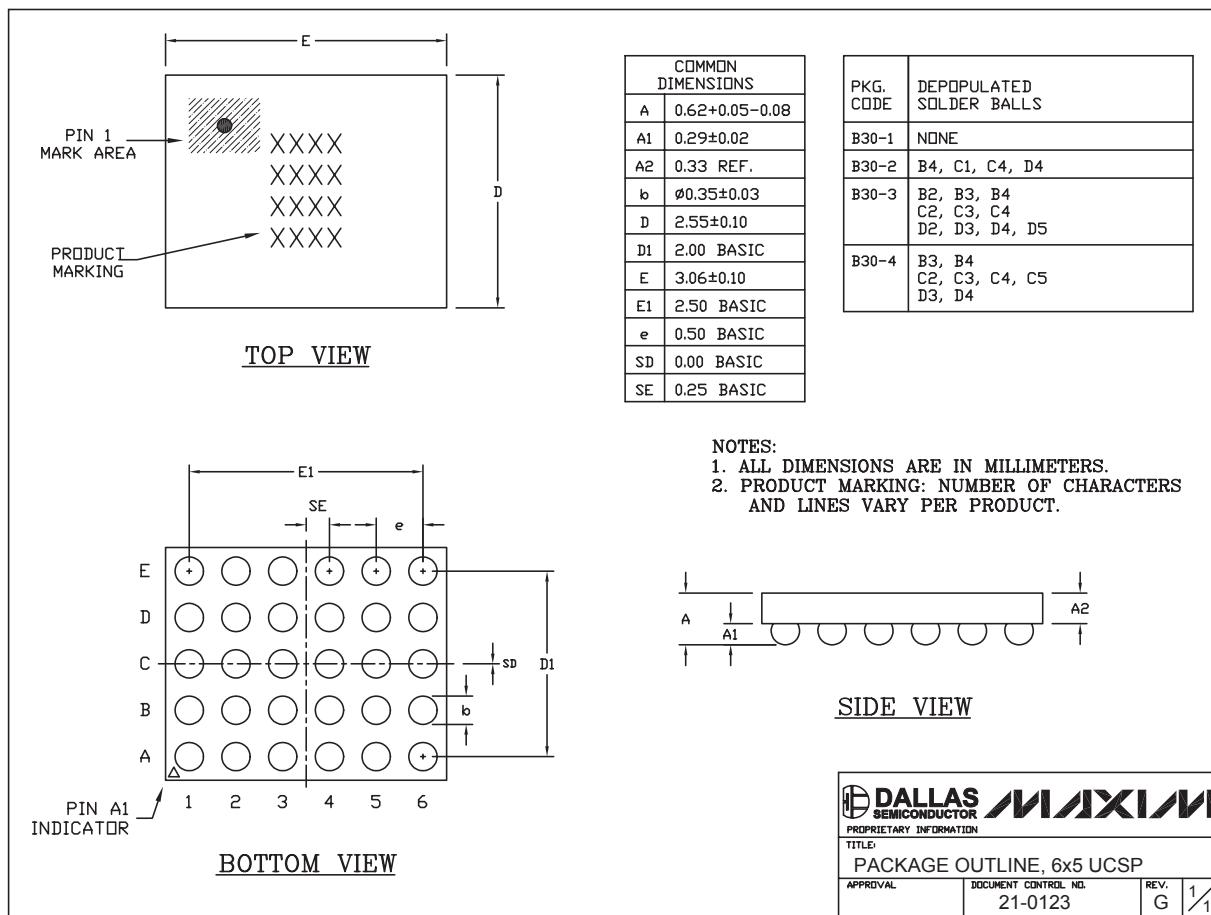 E
PIN 1
MARK AREA
XXXX
XXXX
XXXX
XXXX
D
PRODUCT
MARKING
TOP VIEW
COMMON
DIMENSIONS
A 0.62+0.05-0.08
A1 0.29±0.02
A2 0.33 REF.
b Ø0.35±0.03
D 2.55±0.10
D1 2.00 BASIC
E 3.06±0.10
E1 2.50 BASIC
e 0.50 BASIC
SD 0.00 BASIC
SE 0.25 BASIC
PKG. CODE DEPOPULATED SOLDER BALLS
B30-1 NONE
B30-2 B4, C1, C4, D4
B30-3 B2, B3, B4
C2, C3, C4
D2, D3, D4, D5
B30-4 B3, B4
C2, C3, C4, C5
D3, D4
NOTES:
1. ALL DIMENSIONS ARE IN MILLIMETERS.
2. PRODUCT MARKING: NUMBER OF CHARACTERS
AND LINES VARY PER PRODUCT.
E1
SE
e
E
D
C
B
A
SD
D1
b
1 2 3 4 5 6
PIN A1
INDICATOR
BOTTOM VIEW
A
A1
A2
SIDE VIEW
DALLAS
SEMICONDUCTOR
MAXIM
PROPRIETARY INFORMATION
TITLE:
PACKAGE OUTLINE, 6x5 UCSP
APPROVAL
DOCUMENT CONTROL NO.
21-0123
REV.
G
1/1